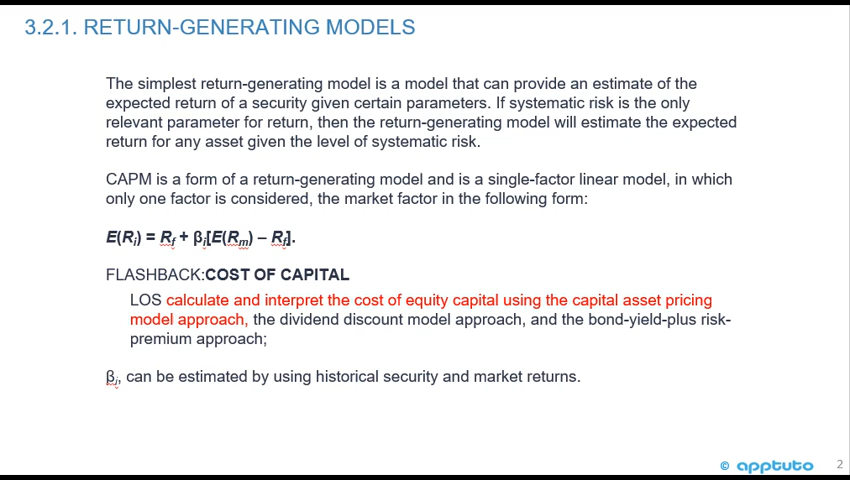 3.2.1. RETURN-GENERATING MODELS
The simplest return-generating model is a model that can provide an estimate of the
expected return of a security given certain parameters. If systematic risk is the only
relevant parameter for return, then the return-generating model will estimate the expected
return for any asset given the level of systematic risk.
CAPM is a form of a return-generating model and is a single-factor linear model, in which
only one factor is considered, the market factor in the following form:
E(Ri) = Rf + βi[E(Rm) – Rf].
FLASHBACK:COST OF CAPITAL
LOS calculate and interpret the cost of equity capital using the capital asset pricing
model approach, the dividend discount model approach, and the bond-yield-plus risk-
premium approach;
βi, can be estimated by using historical security and market returns.
© apptuto 2